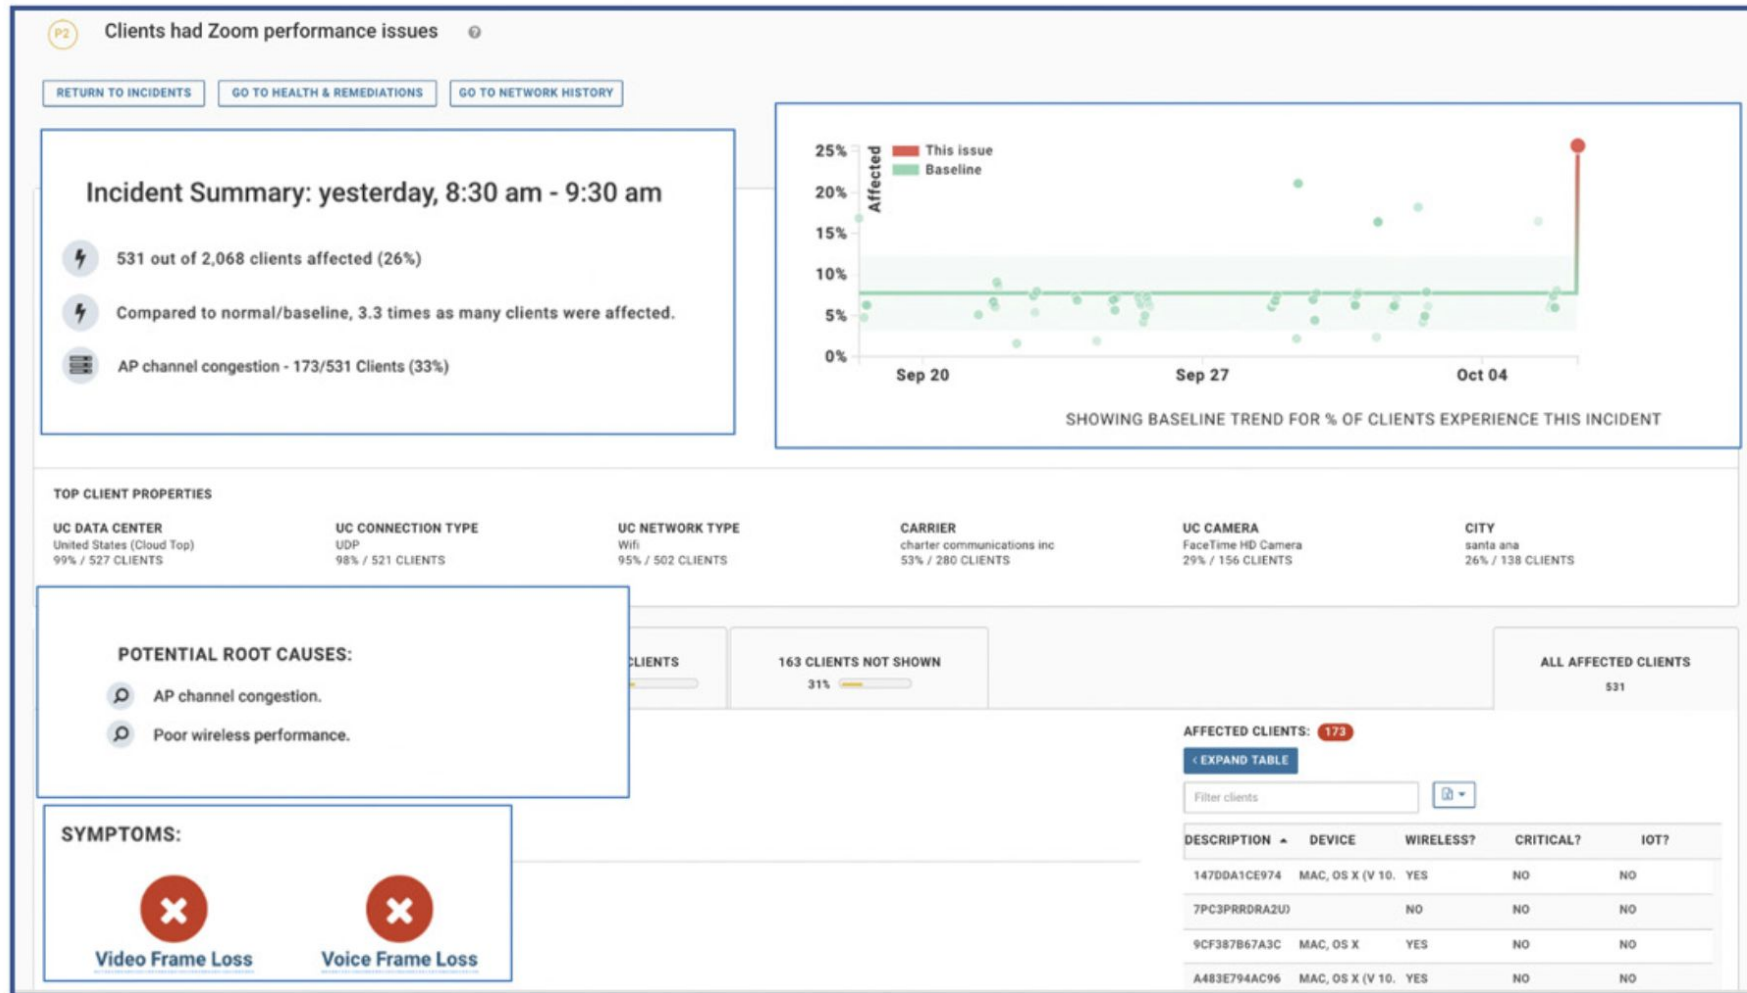 P2 Clients had Zoom performance issues ?
RETURN TO INCIDENTS GO TO HEALTH & REMEDIATIONS GO TO NETWORK HISTORY
Incident Summary: yesterday, 8:30 am - 9:30 am
531 out of 2,068 clients affected (26%)
Compared to normal/baseline, 3.3 times as many clients were affected.
AP channel congestion - 173/531 Clients (33%)
Affected
This issue
Baseline
25%
20%
15%
10%
5%
0%
Sep 20 Sep 27 Oct 04
SHOWING BASELINE TREND FOR % OF CLIENTS EXPERIENCE THIS INCIDENT
TOP CLIENT PROPERTIES
UC DATA CENTER
United States (Cloud Top)
99% / 527 CLIENTS
UC CONNECTION TYPE
UDP
98% / 521 CLIENTS
UC NETWORK TYPE
Wifi
95% / 502 CLIENTS
CARRIER
charter communications inc
53% / 280 CLIENTS
UC CAMERA
FaceTime HD Camera
29% / 156 CLIENTS
CITY
santa ana
26% / 138 CLIENTS
POTENTIAL ROOT CAUSES:
AP channel congestion.
Poor wireless performance.
CLIENTS
163 CLIENTS NOT SHOWN
31%
ALL AFFECTED CLIENTS
531
SYMPTOMS:
Video Frame Loss Voice Frame Loss
AFFECTED CLIENTS: 173
< EXPAND TABLE
Filter clients
DESCRIPTION DEVICE WIRELESS? CRITICAL? IOT?
147DDA1CE974 MAC, OS X (V 10. YES NO NO
7PC3PRRDRA2U) NO NO NO
9CF387B67A3C MAC, OS X YES NO NO
A483E794AC96 MAC, OS X (V 10. YES NO NO